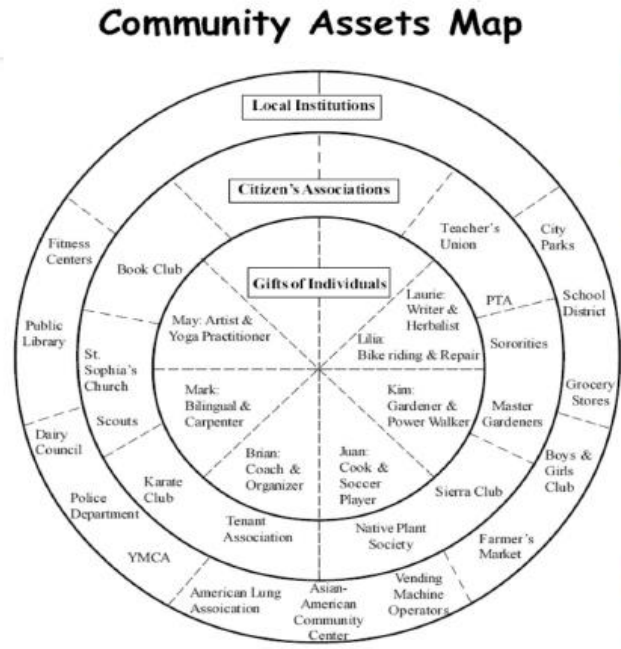 Community Assets Map
Local Institutions
Citizen's Associations
Gifts of Individuals
Fitness
Centers
Public
Library
Dairy
Council
Police
Department
YMCA
American Lung
Assoication
Asian-
American
Community
Center
Vending
Machine
Operators
Farmer's
Market
Boys &
Girls
Club
Grocery
Stores
School
District
City
Parks
Book Club
St.
Sophia's
Church
Scouts
Karate
Club
Tenant
Association
Native Plant
Society
Sierra Club
Master
Gardeners
Sororities
PTA
Teacher's
Union
May: Artist &
Yoga Practitioner
Mark:
Bilingual &
Carpenter
Brian:
Coach &
Organizer
Juan:
Cook &
Soccer
Player
Kim:
Gardener &
Power Walker
Lilia:
Bike riding & Repair
Laurie:
Writer &
Herbalist